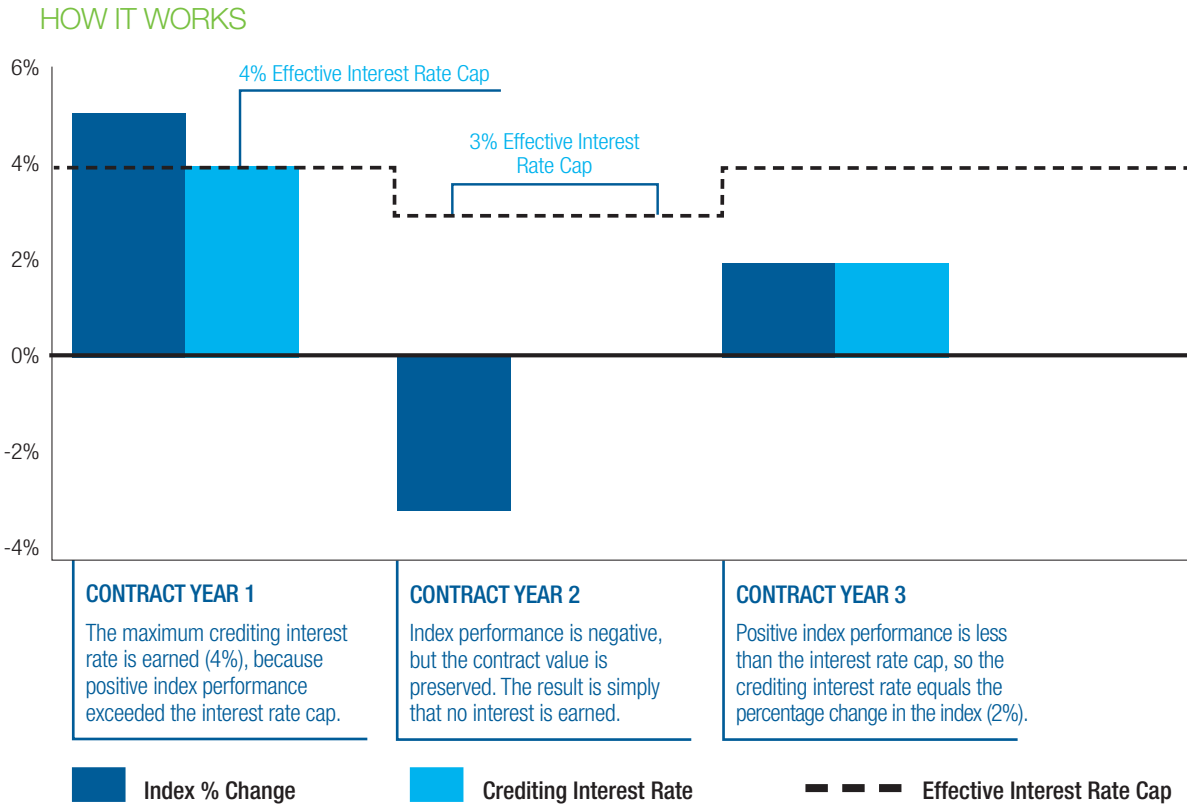 HOW IT WORKS
6%
4%
2%
0%
-2%
-4%
4% Effective Interest Rate Cap
3% Effective Interest
Rate Cap
CONTRACT YEAR 1
The maximum crediting interest
rate is earned (4%), because
positive index performance
exceeded the interest rate cap.
CONTRACT YEAR 2
Index performance is negative,
but the contract value is
preserved. The result is simply
that no interest is earned.
CONTRACT YEAR 3
Positive index performance is less
than the interest rate cap, so the
crediting interest rate equals the
percentage change in the index (2%).
Index % Change
Crediting Interest Rate
Effective Interest Rate Cap